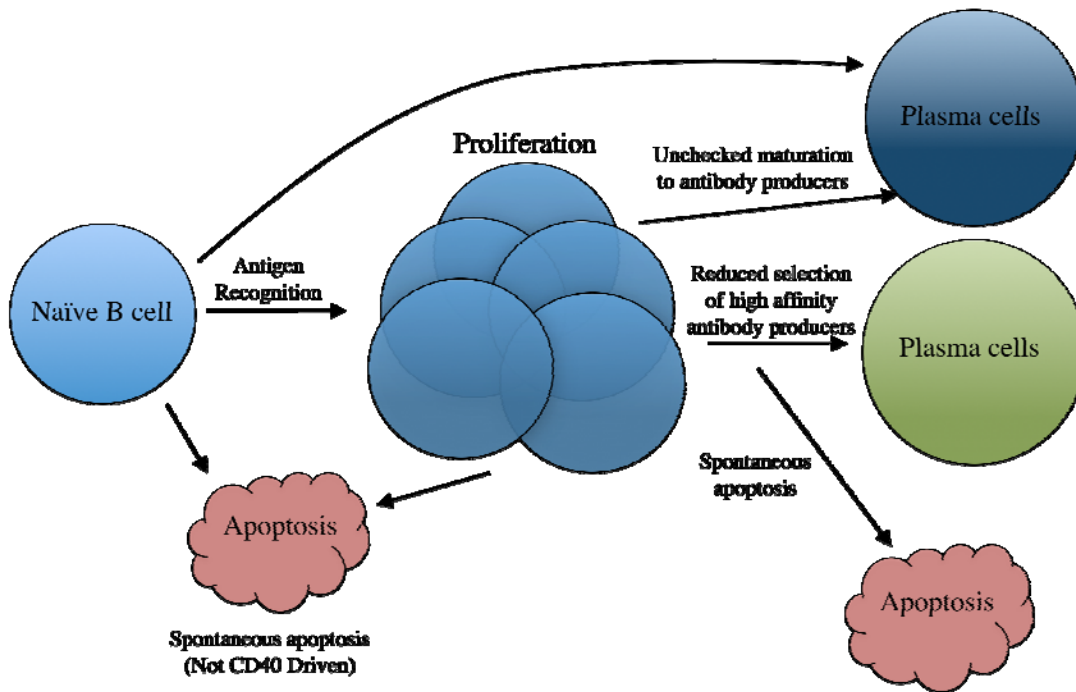 Plasma cells
Proliferation
Unchecked maturation
to antibody producers
Naïve B cell
Antigen
Recognition
Reduced selection
of high affinity
antibody producers
Plasma cells
Spontaneous
apoptosis
Apoptosis
Spontaneous apoptosis
(Not CD40 Driven)
Apoptosis